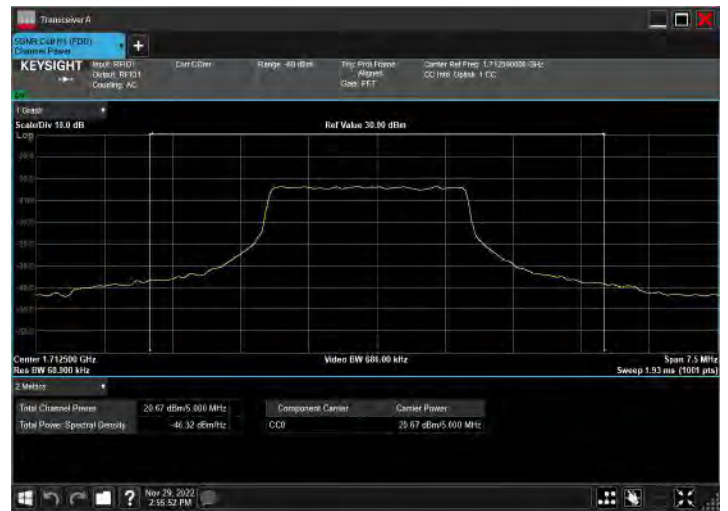 Transceiver A
Channel Power
KEYSIGHT
Input: RFIO1
Output: RFIO1
Coupling: AC
Corr CCorr
Range: -60 dBm
Trig: Prdi Frame
Aligned
Gate: FFT
Carrier Ref Freq: 1.712500000 GHz
CC Info: Uplink, 1 CC
1 Graph
Scale/Div 10.0 dB
Ref Value 30.00 dBm
Log
Center 1.712500 GHz
Video BW 680.00 kHz
Span 7.5 MHz
Res BW 68.000 kHz
Sweep 1.93 ms (1001 pts)
2 Metrics
Total Channel Power
20.67 dBm/5.000 MHz
Total Power Spectral Density
-46.32 dBm/Hz
Component Carrier
Carrier Power
CC0
20.67 dBm/5.000 MHz
?
Nov 29, 2022
2:55:52 PM